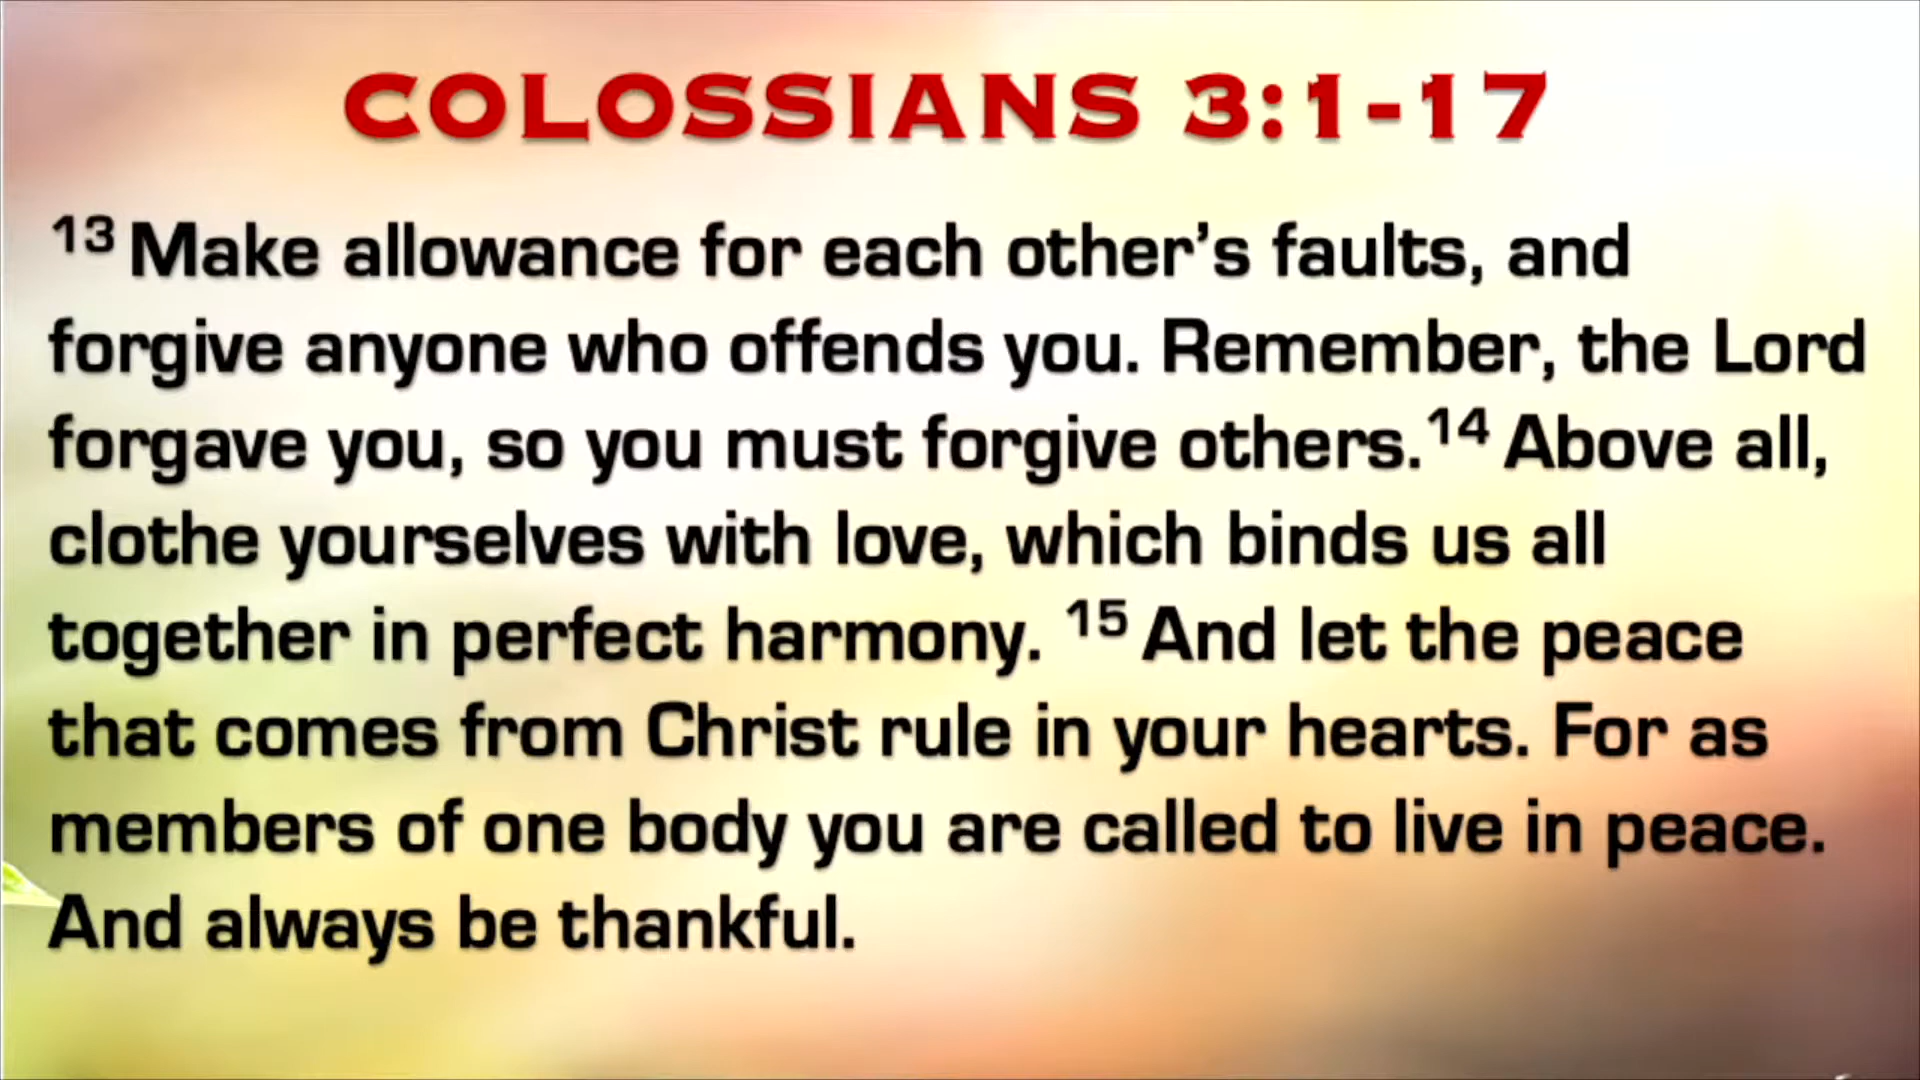 COLOSSIANS 3:1-17
13 Make allowance for each other’s faults, and
forgive anyone who offends you. Remember, the Lord
forgave you, so you must forgive others.14 Above all,
clothe yourselves with love, which binds us all
together in perfect harmony. 15 And let the peace
that comes from Christ rule in your hearts. For as
members of one body you are called to live in peace.
And always be thankful.